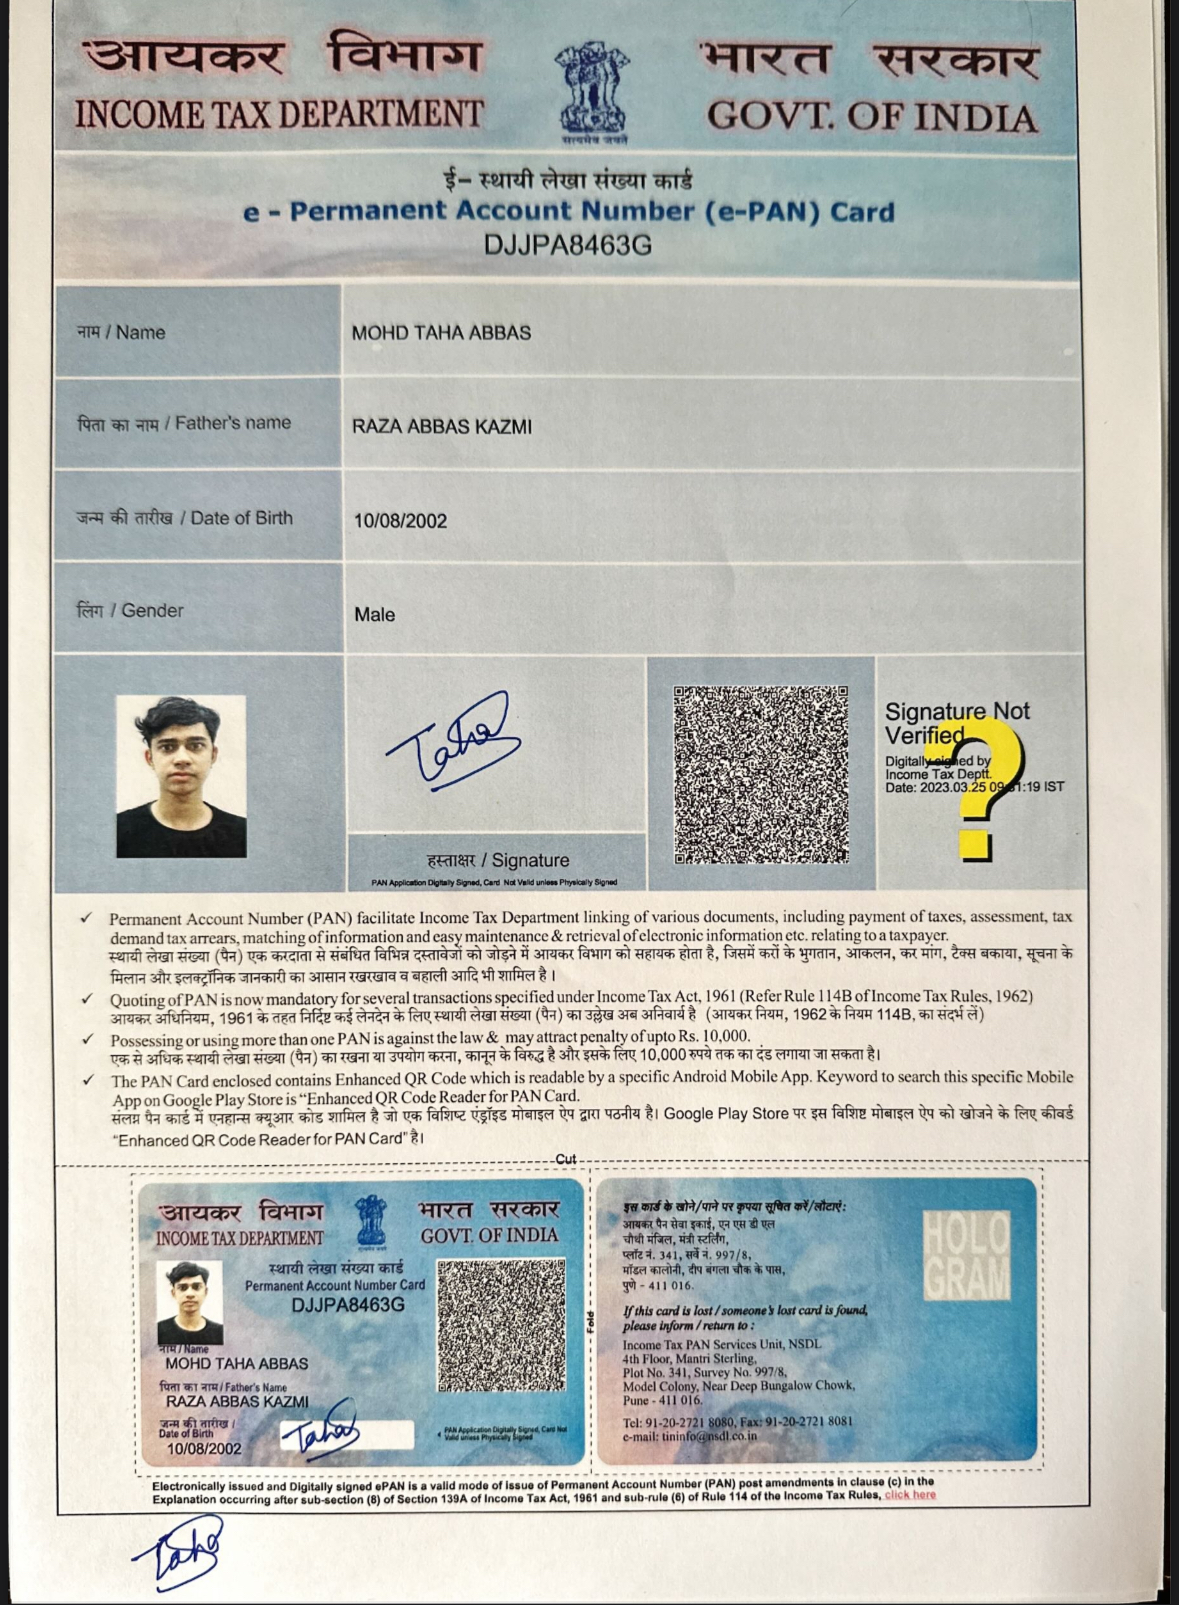 आयकर विभाग भारत सरकार
INCOME TAX DEPARTMENT GOVT. OF INDIA
सत्यमेव जयते
ई- स्थायी लेखा संख्या कार्ड
e - Permanent Account Number (e-PAN) Card
DJJPA8463G
नाम / Name MOHD TAHA ABBAS
पिता का नाम / Father's name RAZA ABBAS KAZMI
जन्म की तारीख / Date of Birth 10/08/2002
लिंग / Gender Male
Taha
हस्ताक्षर / Signature
PAN Application Digitally Signed, Card Not Valid unless Physically Signed
Signature Not
Verified
Digitally signed by
Income Tax Deptt.
Date: 2023.03.25 1:19 IST
✓ Permanent Account Number (PAN) facilitate Income Tax Department linking of various documents, including payment of taxes, assessment, tax
demand tax arrears, matching of information and easy maintenance & retrieval of electronic information etc. relating to a taxpayer.
स्थायी लेखा संख्या (पैन) एक करदाता से संबंधित विभिन्न दस्तावेजों को जोड़ने में आयकर विभाग को सहायक होता है, जिसमें करों के भुगतान, आकलन, कर मांग, टैक्स बकाया, सूचना के
मिलान और इलक्ट्रॉनिक जानकारी का आसान रखरखाव व बहाली आदि भी शामिल है ।
✓ Quoting of PAN is now mandatory for several transactions specified under Income Tax Act, 1961 (Refer Rule 114B of Income Tax Rules, 1962)
आयकर अधिनियम, 1961 के तहत निर्दिष्ट कई लेनदेन के लिए स्थायी लेखा संख्या (पैन) का उल्लेख अब अनिवार्य है (आयकर नियम, 1962 के नियम 114B, का संदर्भ लें)
✓ Possessing or using more than one PAN is against the law & may attract penalty of upto Rs. 10,000.
एक से अधिक स्थायी लेखा संख्या (पैन) का रखना या उपयोग करना, कानून के विरुद्ध है और इसके लिए 10,000 रुपये तक का दंड लगाया जा सकता है।
✓ The PAN Card enclosed contains Enhanced QR Code which is readable by a specific Android Mobile App. Keyword to search this specific Mobile
App on Google Play Store is "Enhanced QR Code Reader for PAN Card.
संलग्न पैन कार्ड में एनहान्स क्यूआर कोड शामिल है जो एक विशिष्ट एंड्रॉइड मोबाइल ऐप द्वारा पठनीय है। Google Play Store पर इस विशिष्ट मोबाइल ऐप को खोजने के लिए कीवर्ड
"Enhanced QR Code Reader for PAN Card" है।
Cut
आयकर विभाग भारत सरकार
INCOME TAX DEPARTMENT GOVT. OF INDIA
स्थायी लेखा संख्या कार्ड
Permanent Account Number Card
DJJPA8463G
नाम / Name
MOHD TAHA ABBAS
पिता का नाम / Father's Name
RAZA ABBAS KAZMI
जन्म की तारीख /
Date of Birth
10/08/2002
Taha
PAN Application Digitally Signed, Card Not
Valid unless Physically Signed
Fold
इस कार्ड के खोने/पाने पर कृपया सूचित करें/लौटाएं:
आयकर पैन सेवा इकाई, एन एस डी एल
चौथी मंजिल, मंत्री स्टर्लिंग,
प्लॉट नं. 341, सर्वे नं. 997/8,
मॉडल कालोनी, दीप बंगला चौक के पास,
पुणे - 411 016.
HOLO
GRAM
If this card is lost / someone's lost card is found,
please inform / return to :
Income Tax PAN Services Unit, NSDL
4th Floor, Mantri Sterling,
Plot No. 341, Survey No. 997/8,
Model Colony, Near Deep Bungalow Chowk,
Pune - 411 016.
Tel: 91-20-2721 8080, Fax: 91-20-2721 8081
e-mail: tininfo@nsdl.co.in
Electronically issued and Digitally signed ePAN is a valid mode of issue of Permanent Account Number (PAN) post amendments in clause (c) in the
Explanation occurring after sub-section (8) of Section 139A of Income Tax Act, 1961 and sub-rule (6) of Rule 114 of the Income Tax Rules, click here
Taha